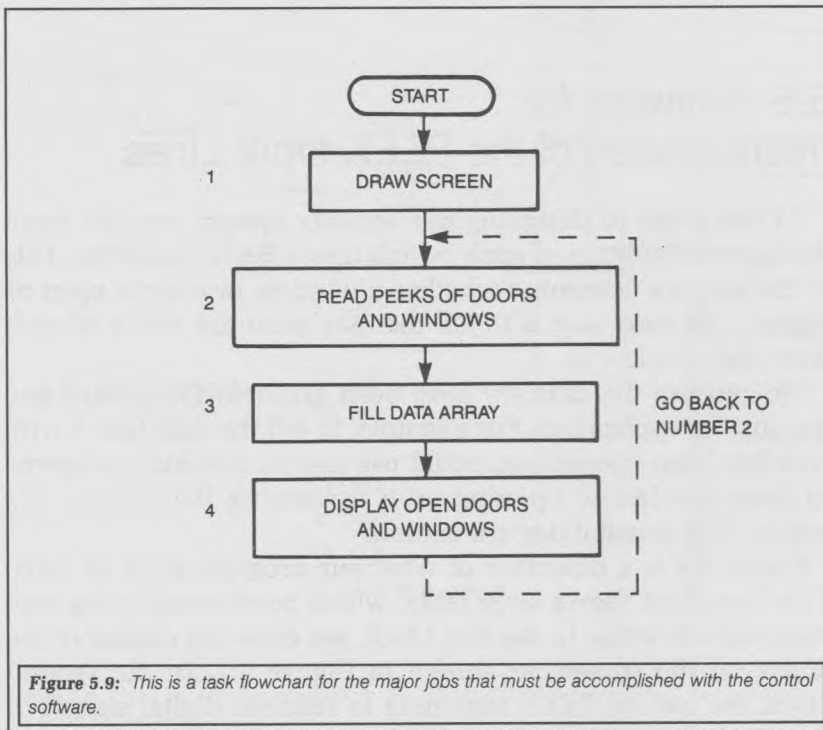 START
1
DRAW SCREEN
2
READ PEEKS OF DOORS
AND WINDOWS
3
FILL DATA ARRAY
GO BACK TO
NUMBER 2
4
DISPLAY OPEN DOORS
AND WINDOWS
Figure 5.9: This is a task flowchart for the major jobs that must be accomplished with the control
software.